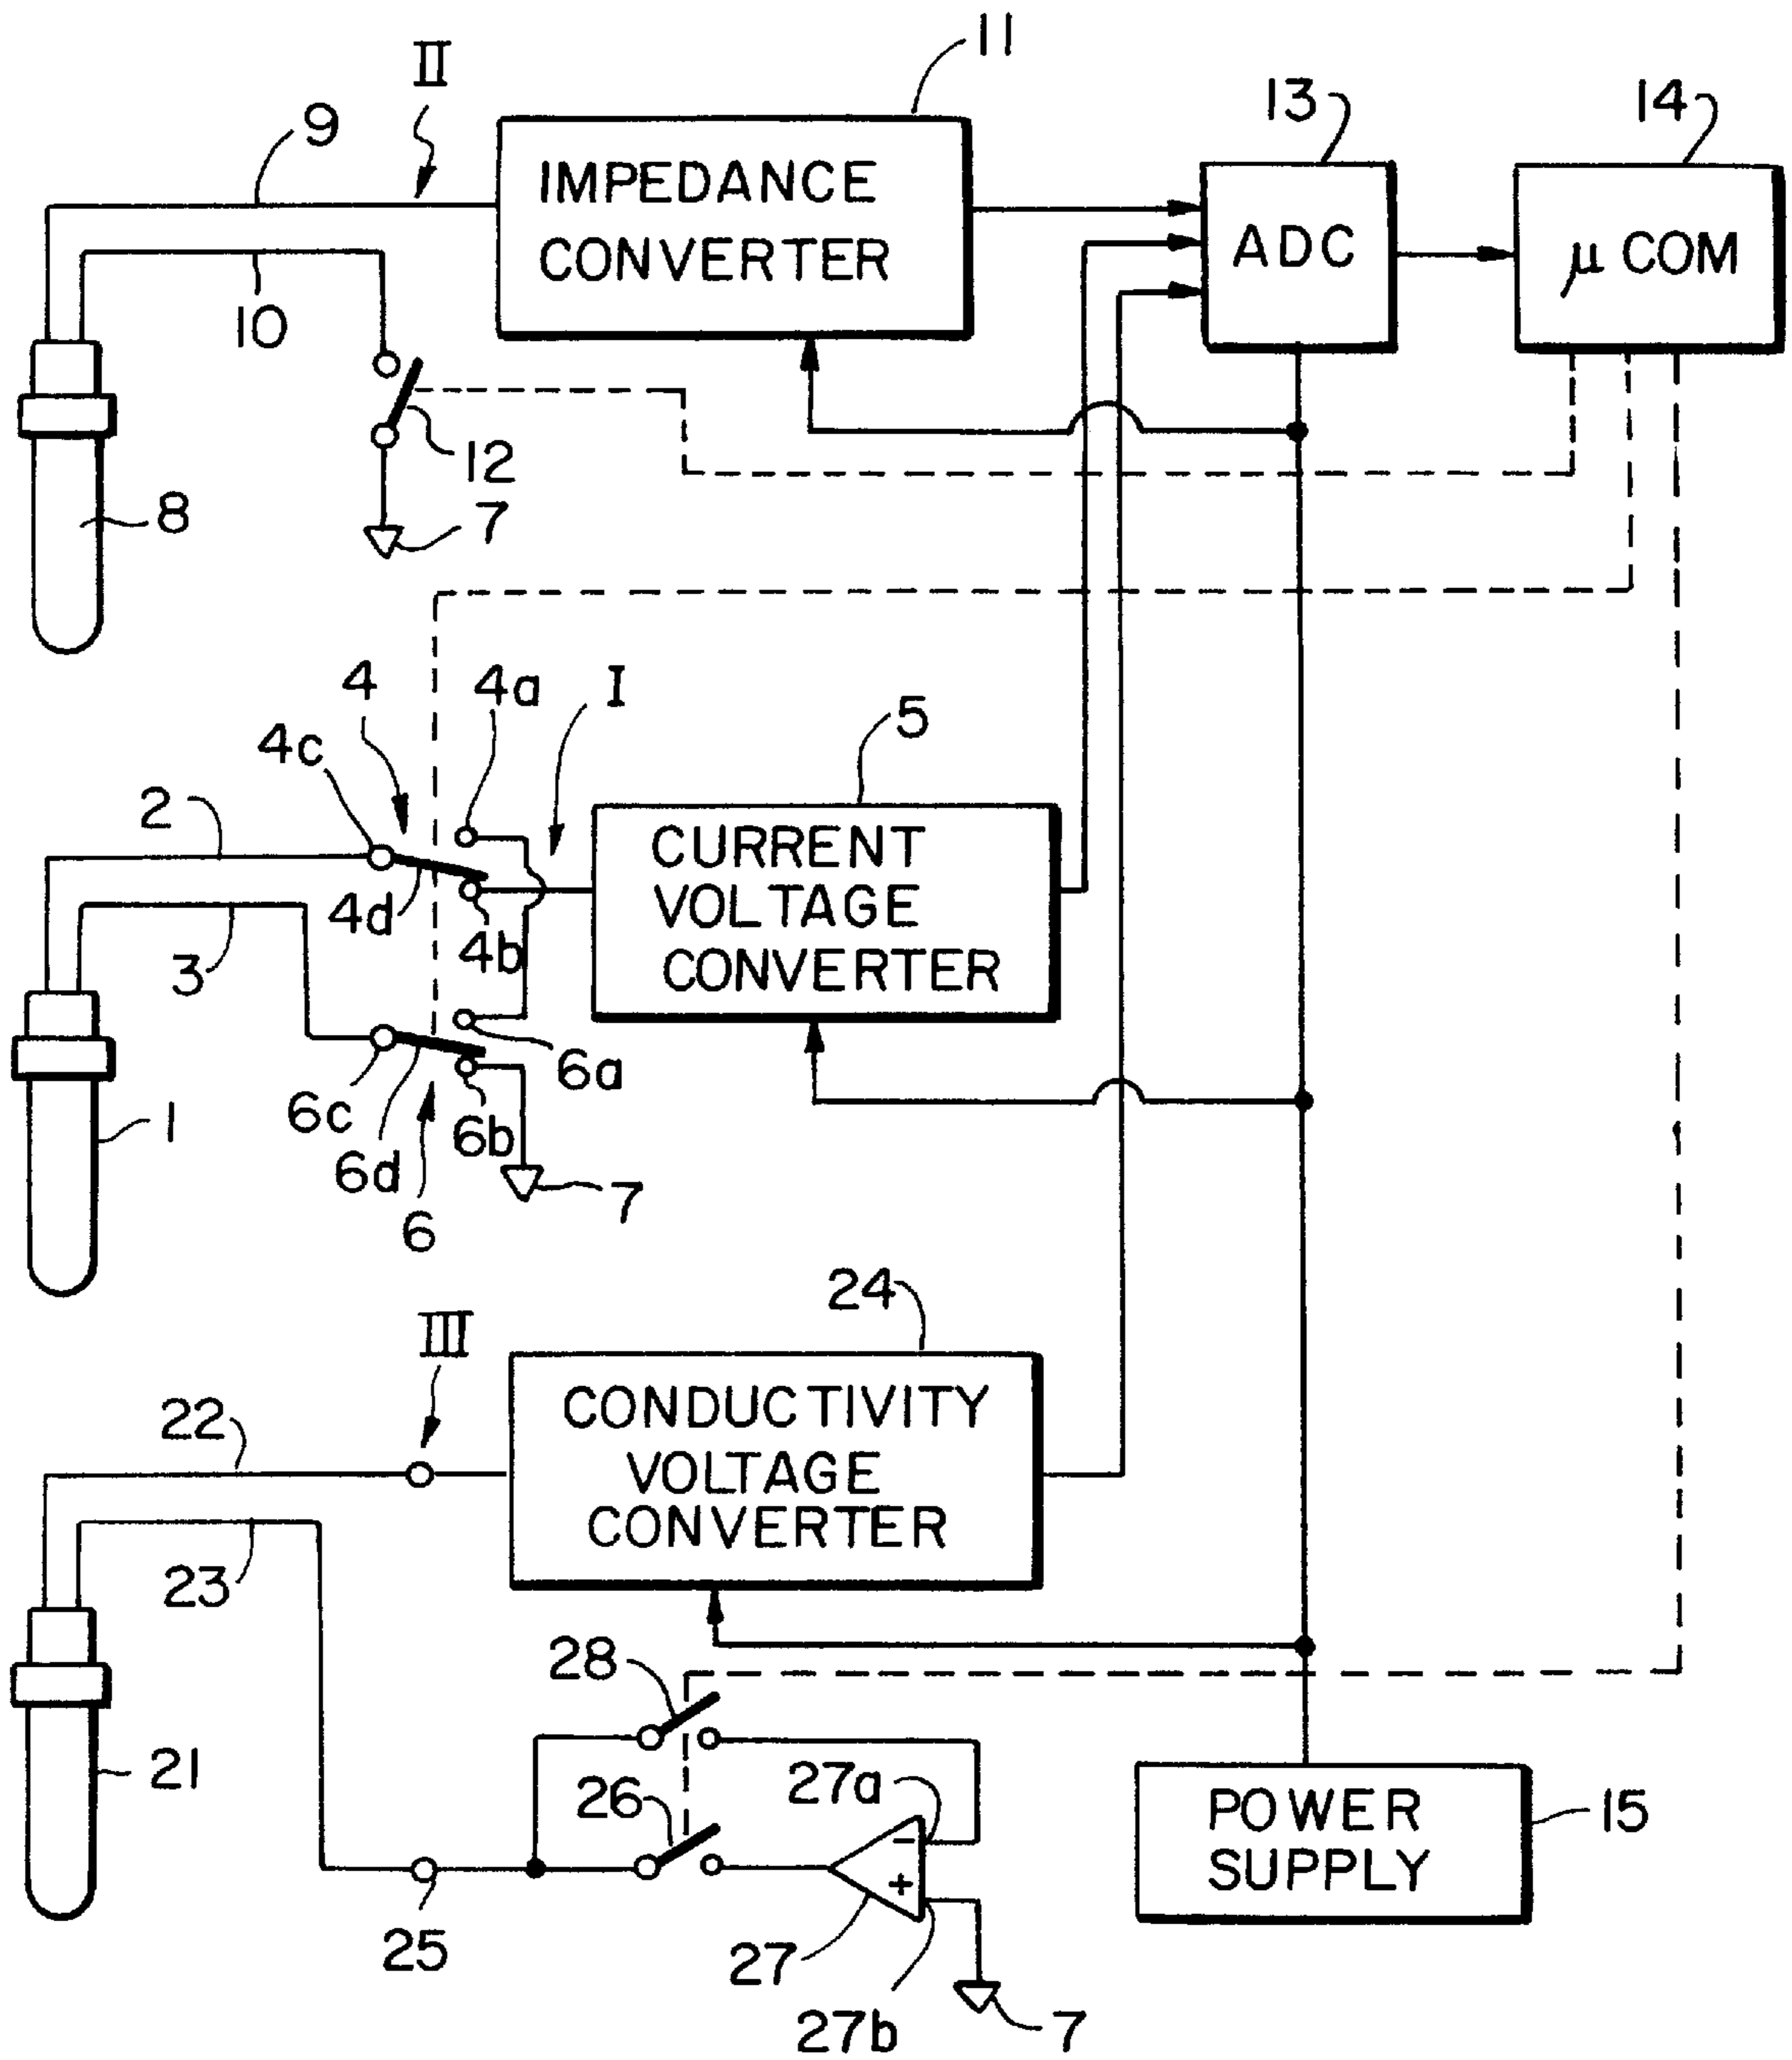 11
II
13
14
9
IMPEDANCE
CONVERTER
ADC
μ COM
10
12
8
7
4
4a
I
5
4c
2
CURRENT
VOLTAGE
CONVERTER
4d
4b
3
6a
6c
1
6b
6d
7
6
24
III
CONDUCTIVITY
VOLTAGE
CONVERTER
22
23
28
21
27a
26
−
+
POWER
SUPPLY
15
25
27
27b
7